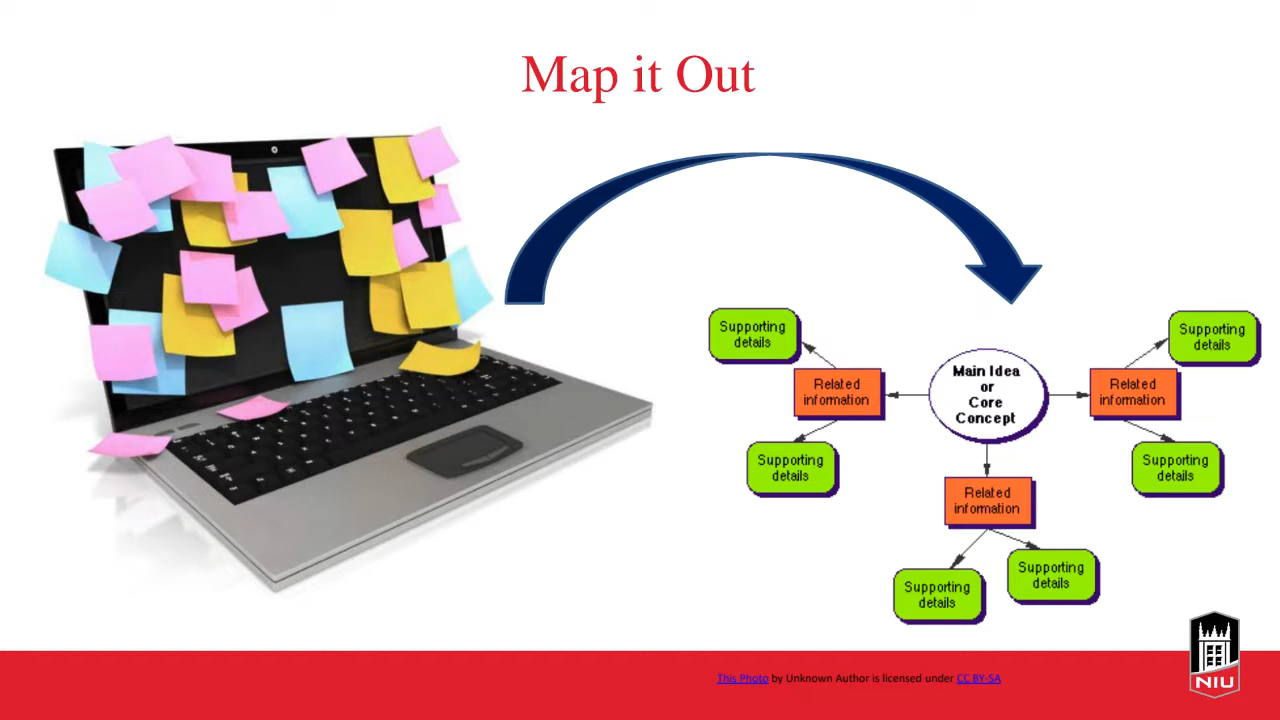 Map it Out
Supporting
details
Supporting
details
Related
information
Main Idea
or
Core
Concept
Related
information
Supporting
details
Supporting
details
Related
information
Supporting
details
Supporting
details
This Photo by Unknown Author is licensed under CC BY-SA
NIU